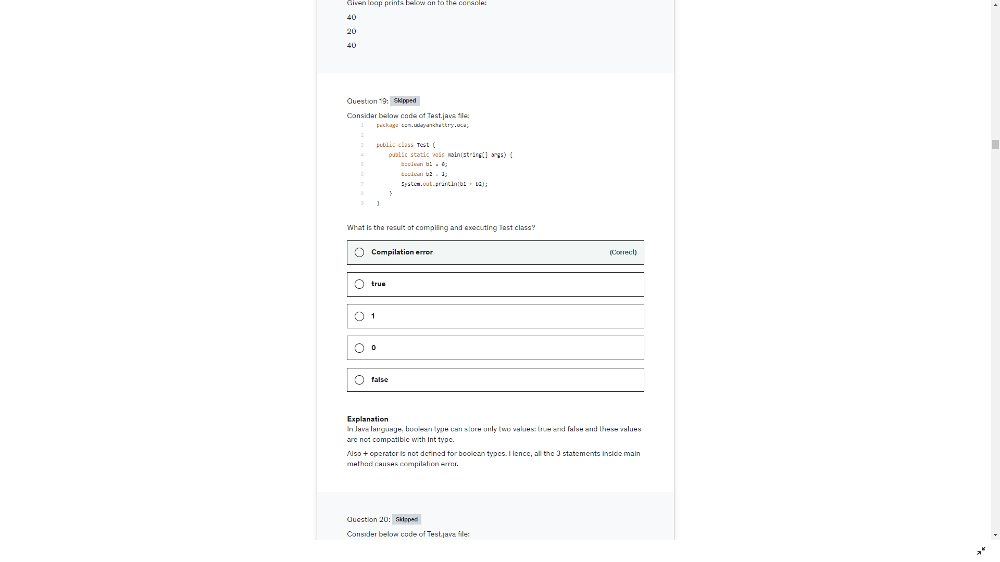 Given loop prints below on to the console:
40
20
40
Question 19: Skipped
Consider below code of Test.java file:
1 package com.udayankhattry.oca;
2
3 public class Test {
4     public static void main(String[] args) {
5         boolean b1 = 0;
6         boolean b2 = 1;
7         System.out.println(b1 + b2);
8     }
9 }
What is the result of compiling and executing Test class?
Compilation error (Correct)
true
1
0
false
Explanation
In Java language, boolean type can store only two values: true and false and these values
are not compatible with int type.
Also + operator is not defined for boolean types. Hence, all the 3 statements inside main
method causes compilation error.
Question 20: Skipped
Consider below code of Test.java file: